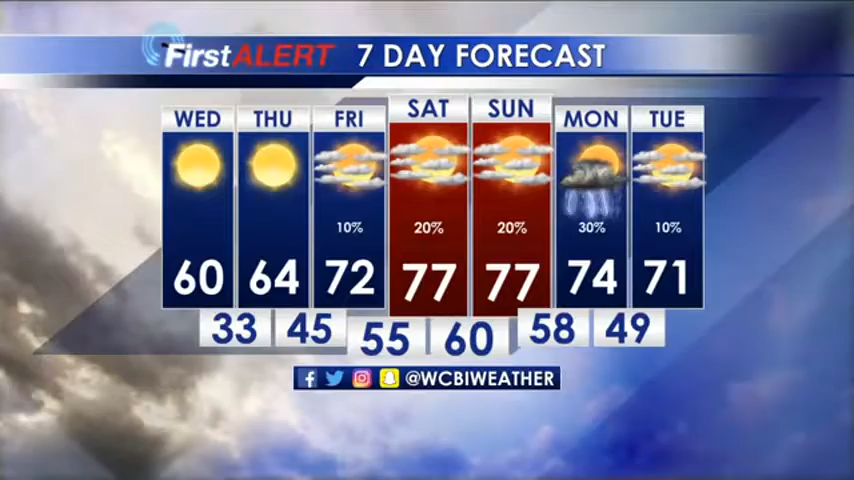 FirstALERT 7 DAY FORECAST
WED THU FRI SAT SUN MON TUE
10% 20% 20% 30% 10%
60 64 72 77 77 74 71
33 45 55 60 58 49
@WCBIWEATHER